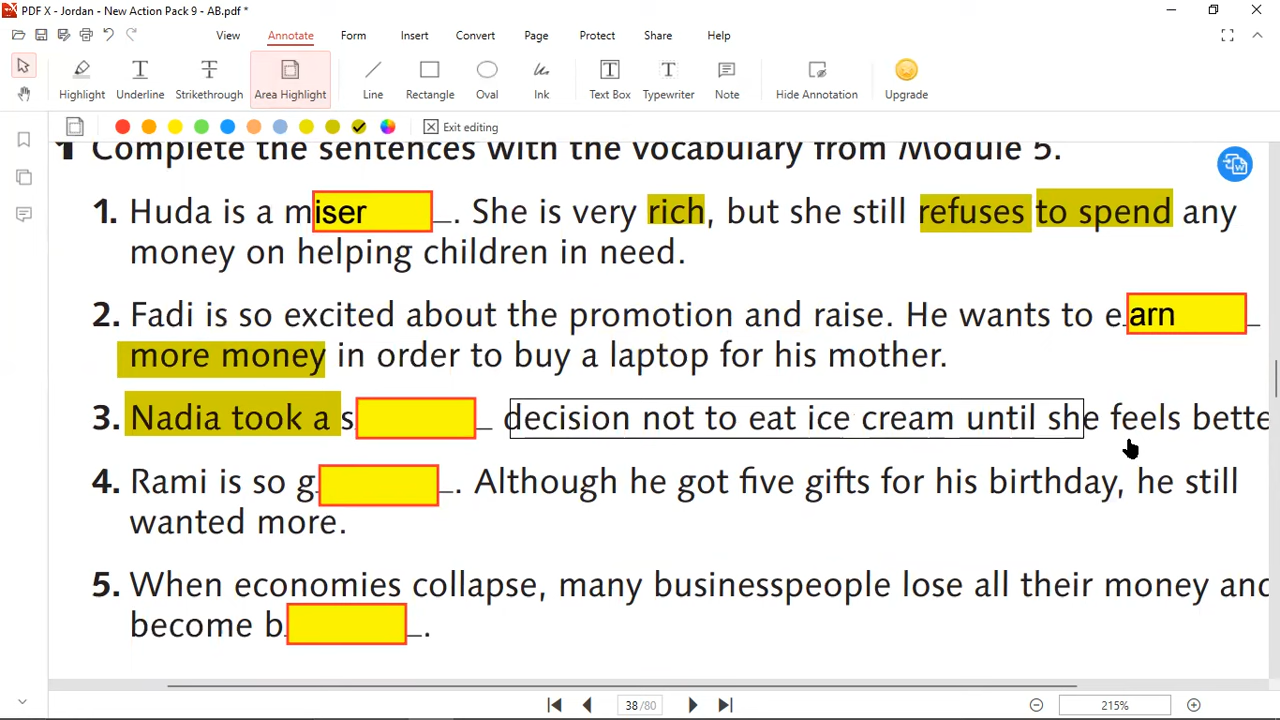 PDF X - Jordan - New Action Pack 9 - AB.pdf *
View Annotate Form Insert Convert Page Protect Share Help
Highlight Underline Strikethrough Area Highlight Line Rectangle Oval Ink Text Box Typewriter Note Hide Annotation Upgrade
Exit editing
1 Complete the sentences with the vocabulary from Module 5.
1. Huda is a miser _. She is very rich, but she still refuses to spend any
money on helping children in need.
2. Fadi is so excited about the promotion and raise. He wants to earn _
more money in order to buy a laptop for his mother.
3. Nadia took a s _ decision not to eat ice cream until she feels bette
4. Rami is so g _. Although he got five gifts for his birthday, he still
wanted more.
5. When economies collapse, many businesspeople lose all their money and
become b _.
38 /80
215%